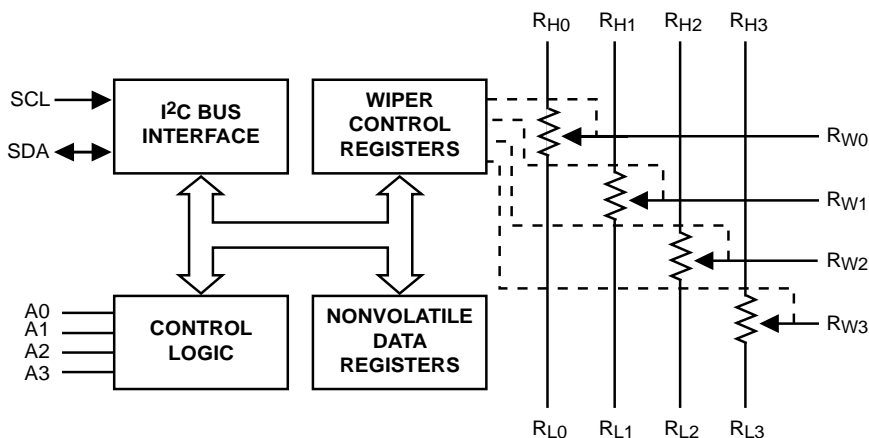 RH0 RH1 RH2 RH3
SCL
SDA
I2C BUS
INTERFACE
WIPER
CONTROL
REGISTERS
RW0
RW1
RW2
RW3
A0
A1
A2
A3
CONTROL
LOGIC
NONVOLATILE
DATA
REGISTERS
RL0 RL1 RL2 RL3